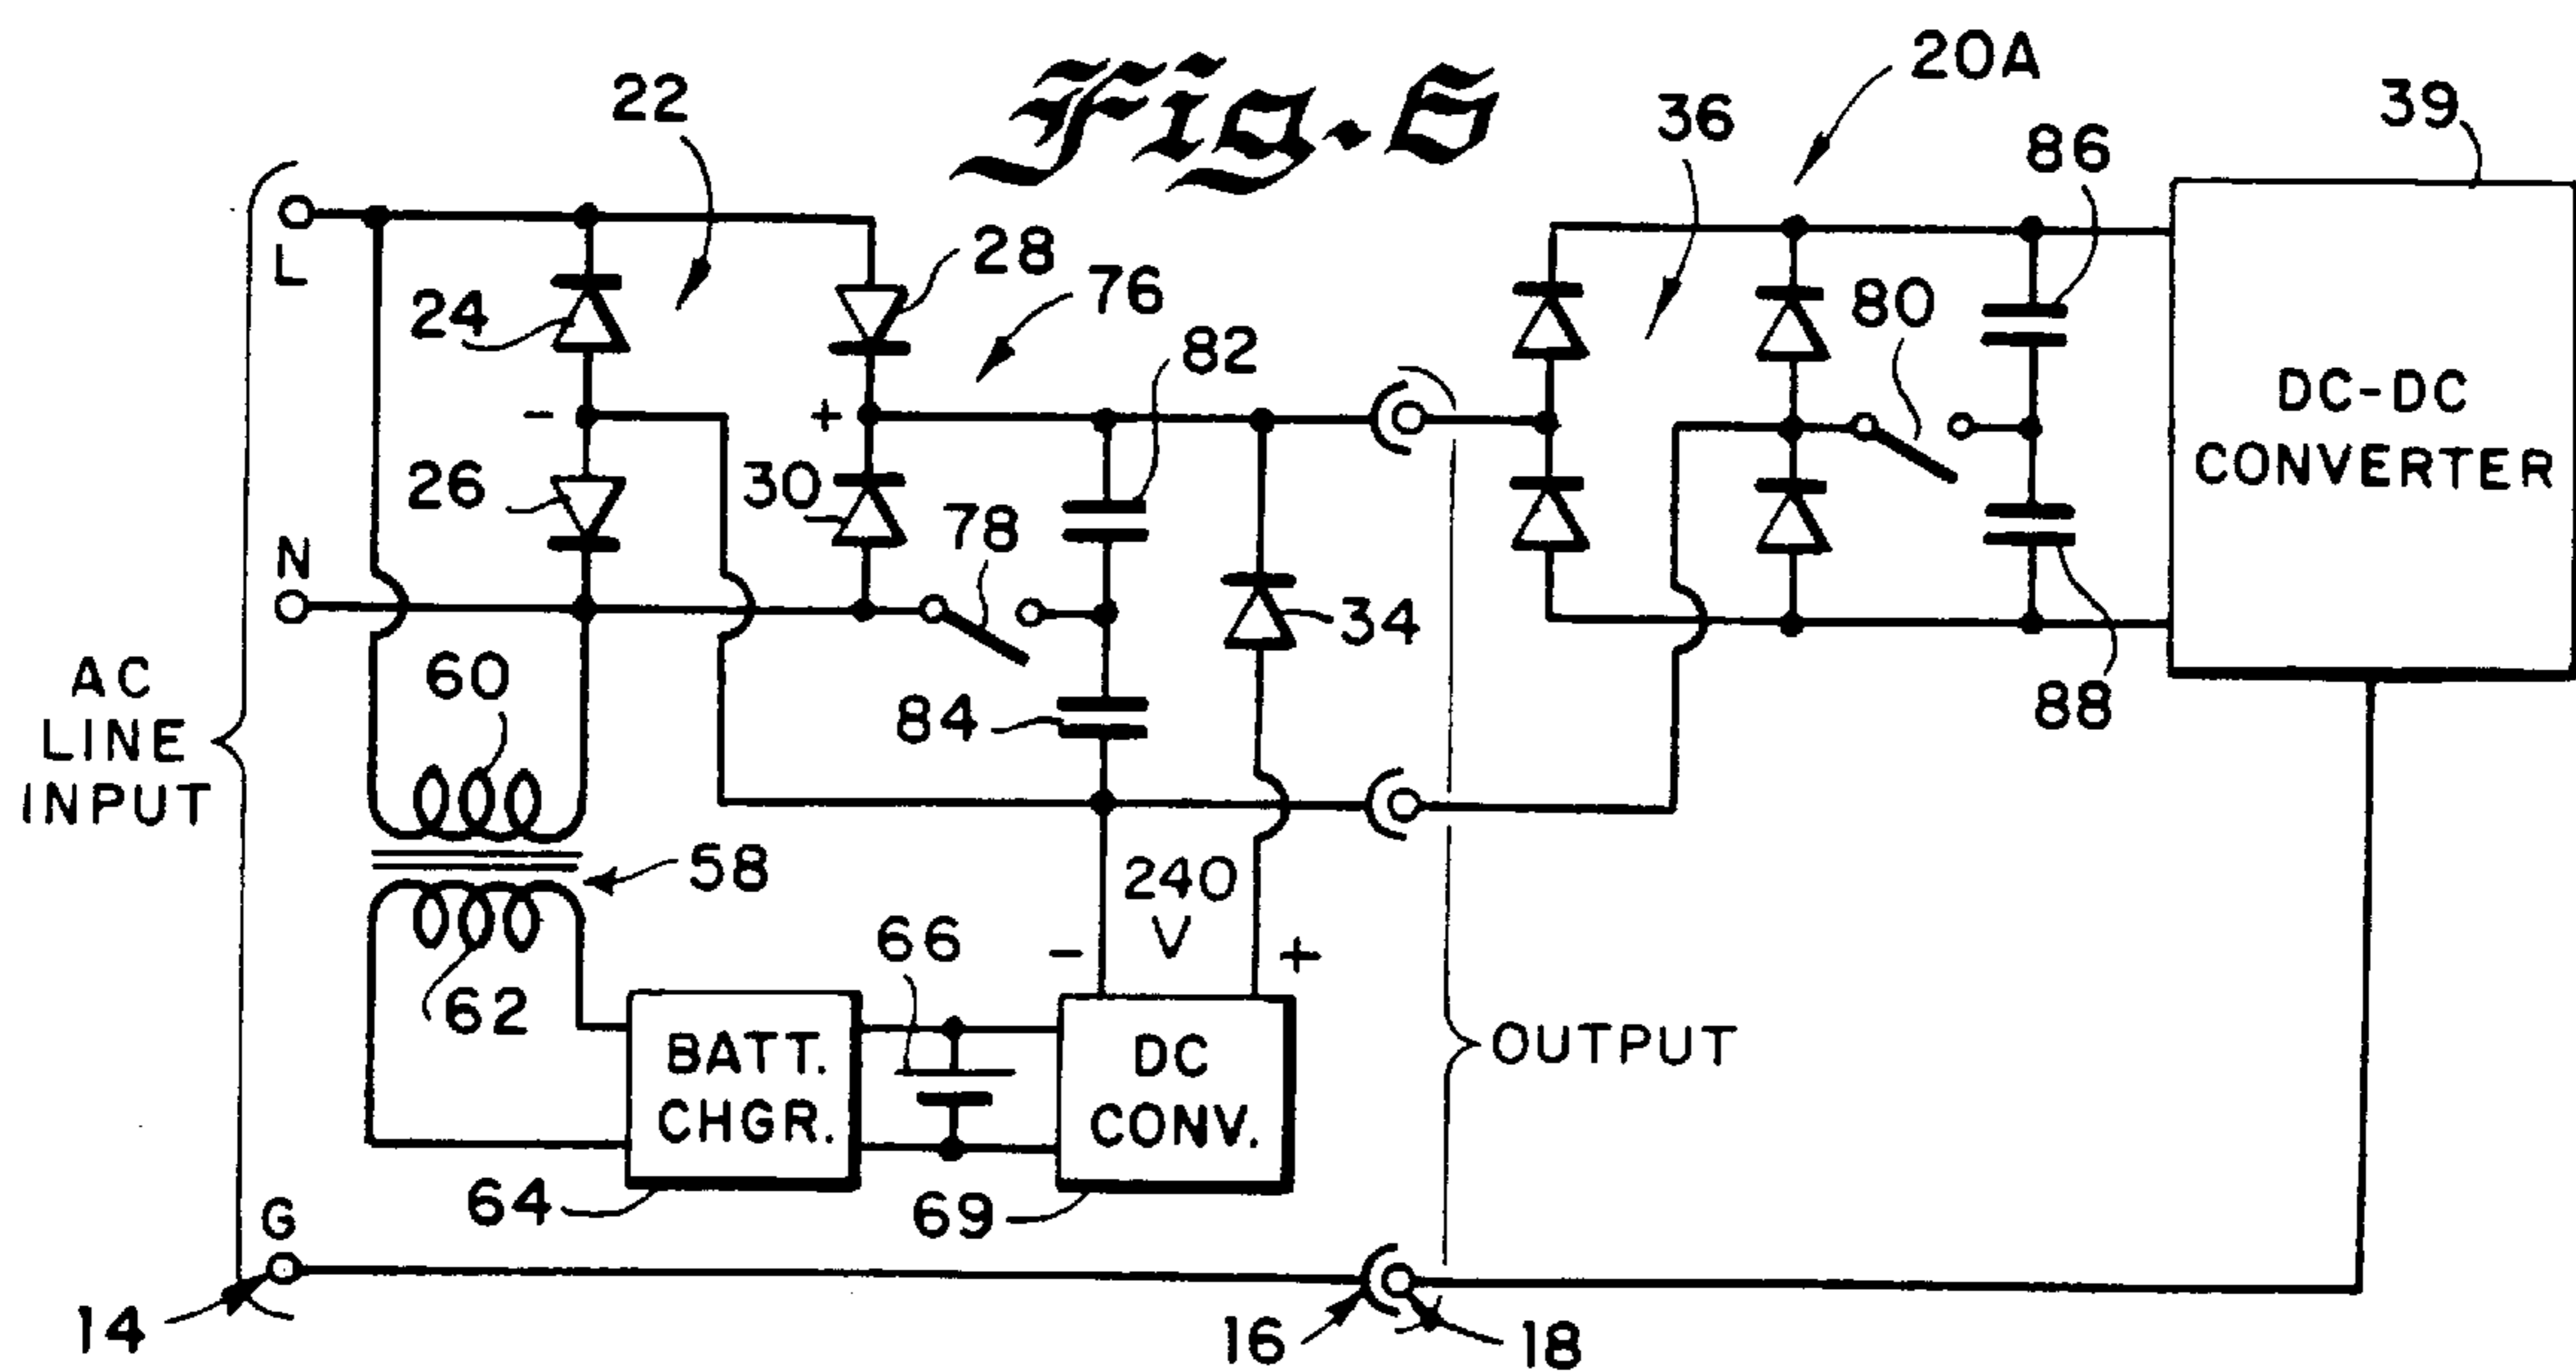 Fig. 6
20A
22
36
39
86
L
28
24
76
80
82
+
-
DC-DC
CONVERTER
26
30
78
N
34
60
AC
LINE
INPUT
84
88
58
240
V
66
-
+
62
BATT.
CHGR.
DC
CONV.
OUTPUT
64
69
G
14
16
18